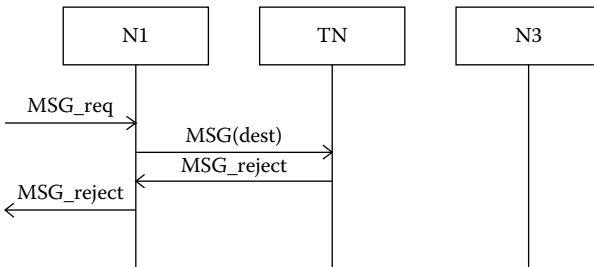 N1
TN
N3
MSG_req
MSG(dest)
MSG_reject
MSG_reject